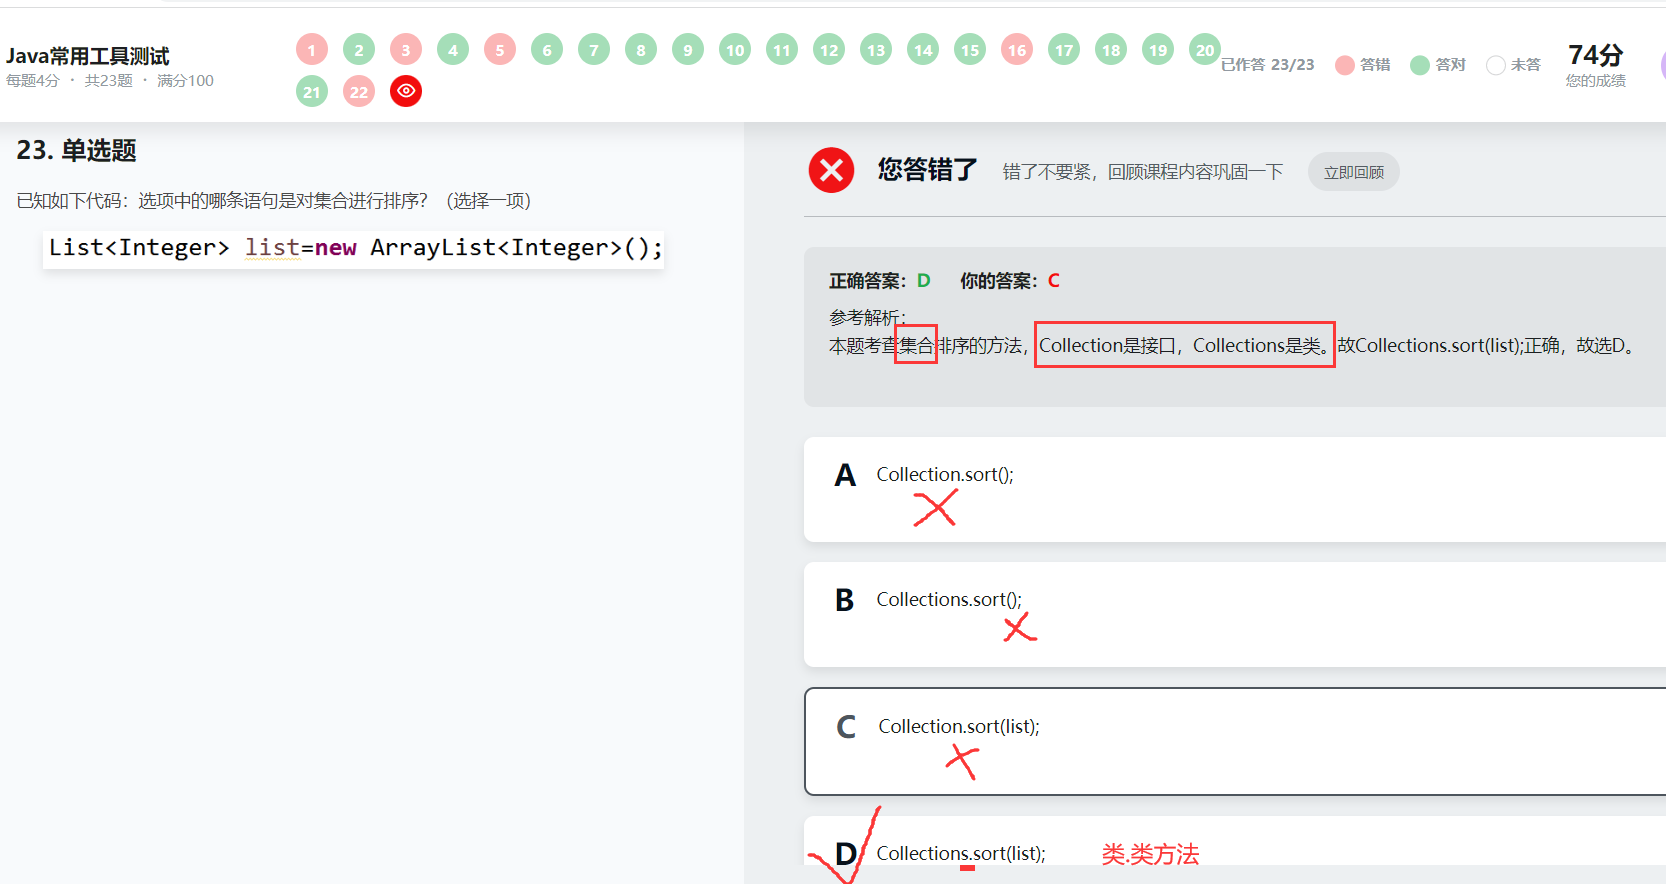 Java常用工具测试
每题4分 · 共23题 · 满分100
1 2 3 4 5 6 7 8 9 10 11 12 13 14 15 16 17 18 19 20
21 22
已作答 23/23 答错 答对 未答
74分
您的成绩
23. 单选题
已知如下代码：选项中的哪条语句是对集合进行排序？（选择一项）
List<Integer> list=new ArrayList<Integer>();
您答错了 错了不要紧，回顾课程内容巩固一下 立即回顾
正确答案：D 你的答案：C
参考解析：
本题考查集合排序的方法，Collection是接口，Collections是类。故Collections.sort(list);正确，故选D。
A Collection.sort();
B Collections.sort();
C Collection.sort(list);
D Collections.sort(list); 类.类方法